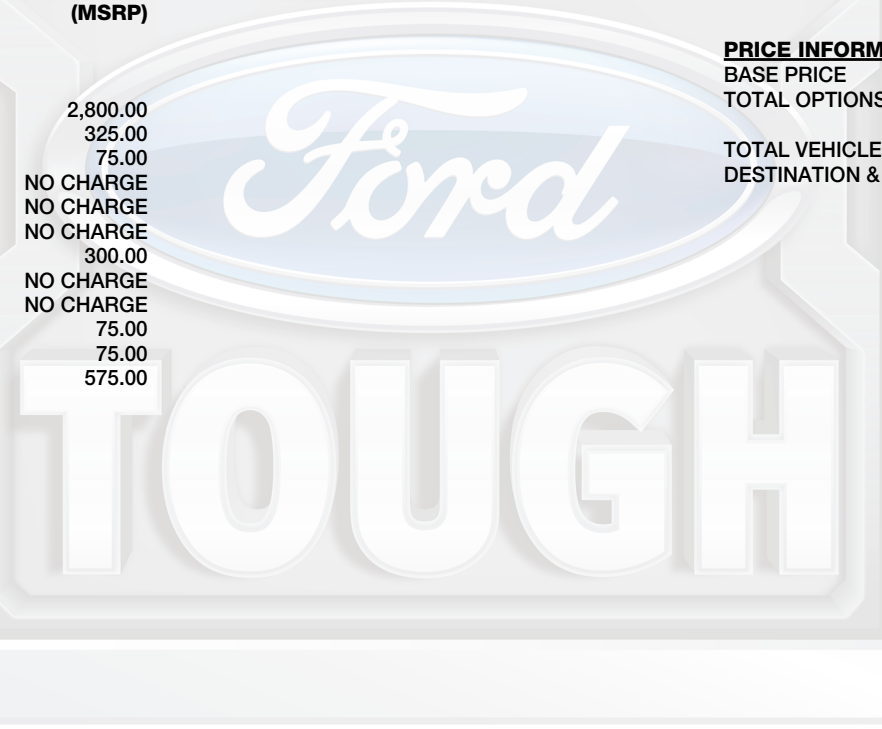 (MSRP)
2,800.00
325.00
75.00
NO CHARGE
NO CHARGE
NO CHARGE
300.00
NO CHARGE
NO CHARGE
75.00
75.00
575.00
PRICE INFORM
BASE PRICE
TOTAL OPTIONS
TOTAL VEHICLE
DESTINATION &
Ford
TOUGH